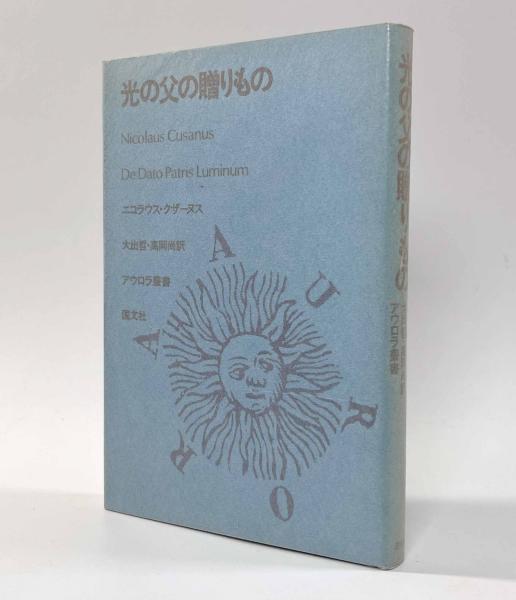 光の父の贈りもの
Nicolaus Cusanus
De Dato Patris Luminum
ニコラウス・クザーヌス
大出哲・高岡尚訳
アウロラ叢書
国文社
AURORA
光の父の贈りもの
アウロラ叢書